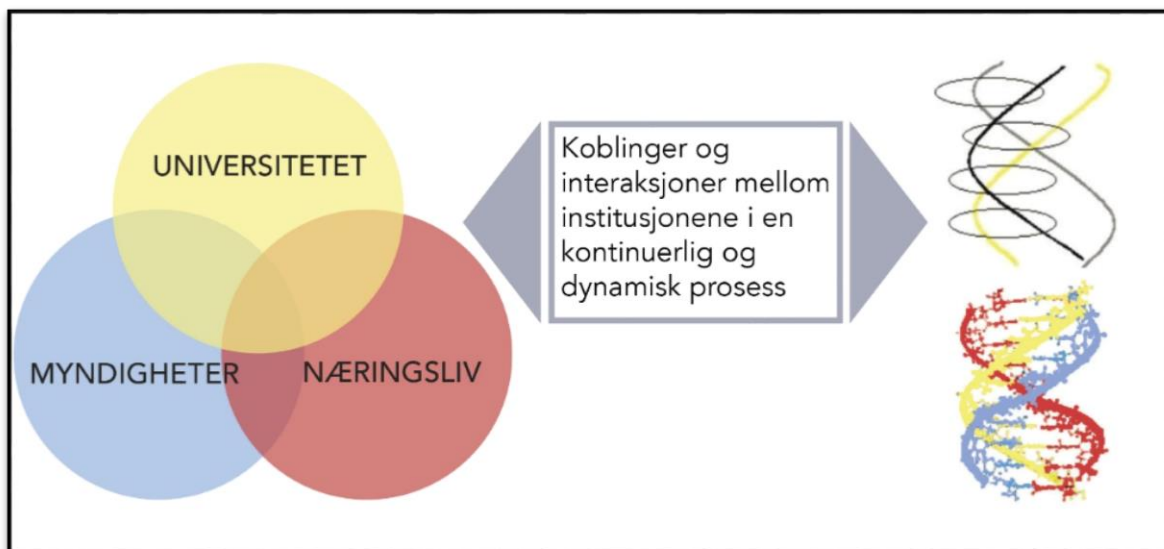 UNIVERSITETET
MYNDIGHETER
NÆRINGSLIV
Koblinger og
interaksjoner mellom
institusjonene i en
kontinuerlig og
dynamisk prosess